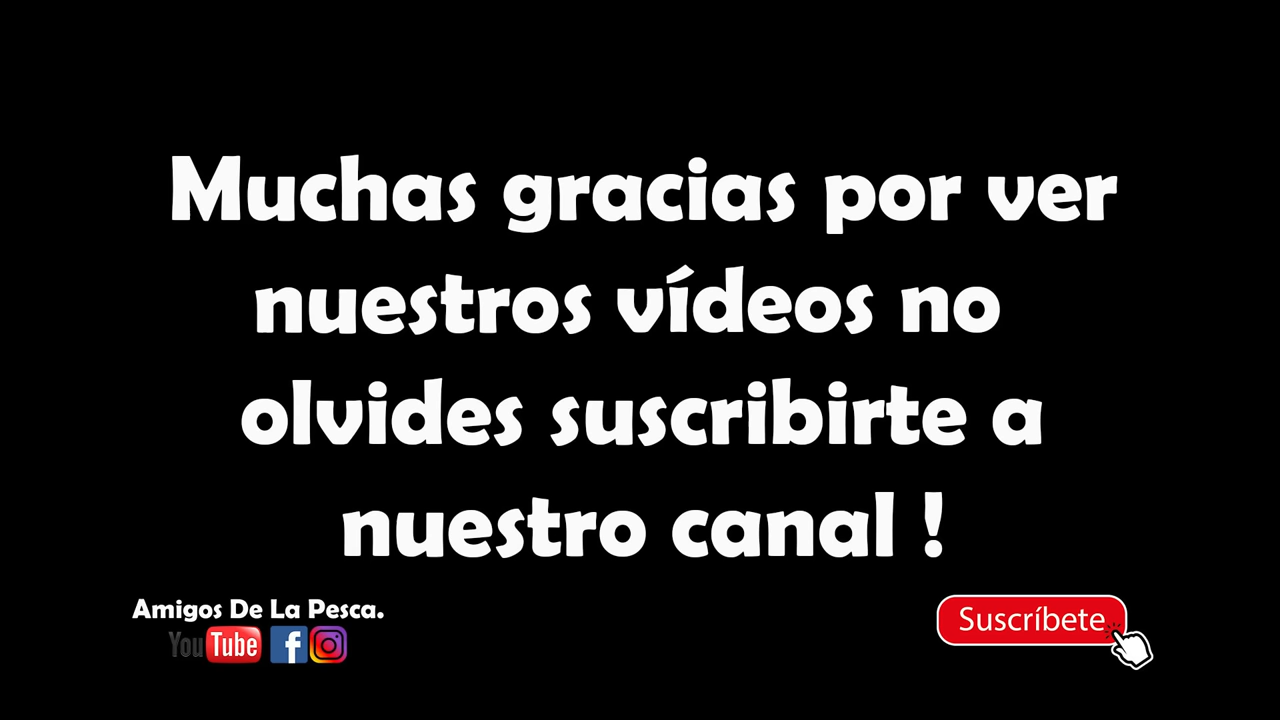 Muchas gracias por ver
nuestros vídeos no
olvides suscribirte a
nuestro canal !
Amigos De La Pesca.
YouTube
Suscríbete